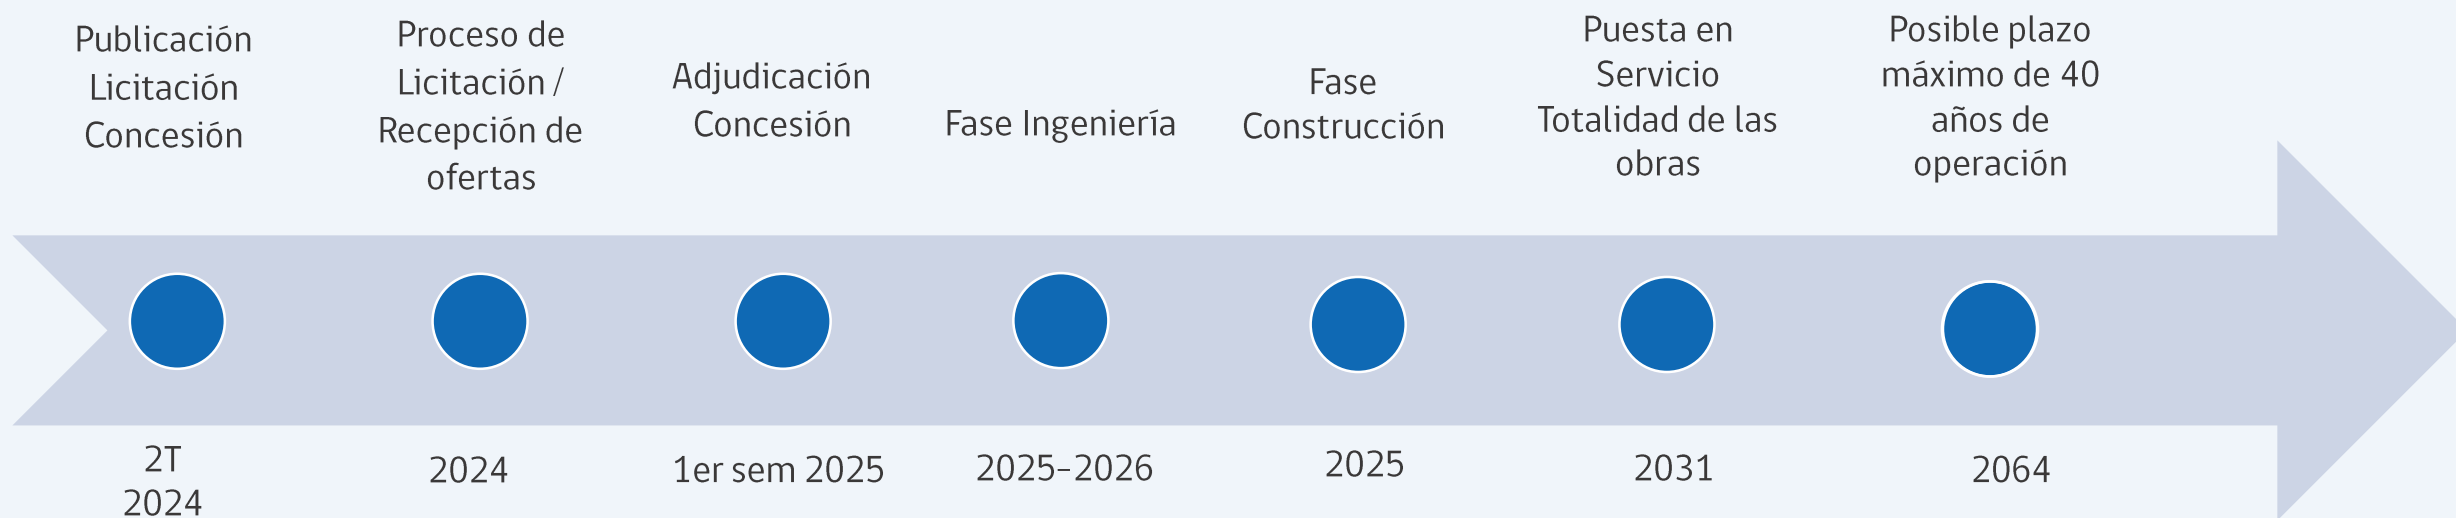 Publicación
Licitación
Concesión
Proceso de
Licitación /
Recepción de
ofertas
Adjudicación
Concesión
Fase Ingeniería
Fase
Construcción
Puesta en
Servicio
Totalidad de las
obras
Posible plazo
máximo de 40
años de
operación
2T
2024
2024
1er sem 2025
2025-2026
2025
2031
2064